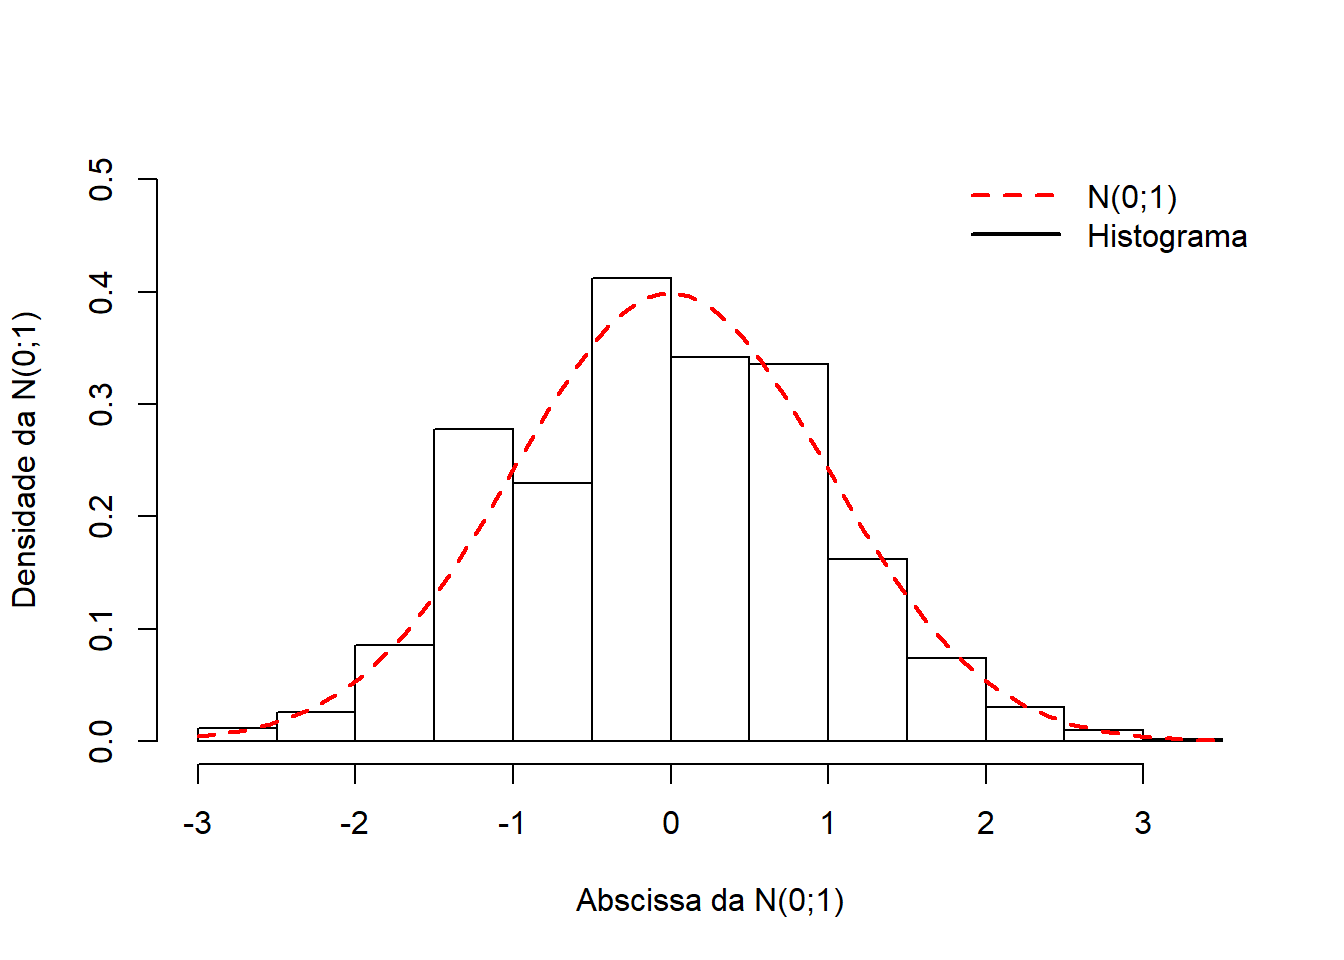 N(0;1)
Histograma
Densidade da N(0;1)
0.5
0.4
0.3
0.2
0.1
0.0
-3 -2 -1 0 1 2 3
Abscissa da N(0;1)